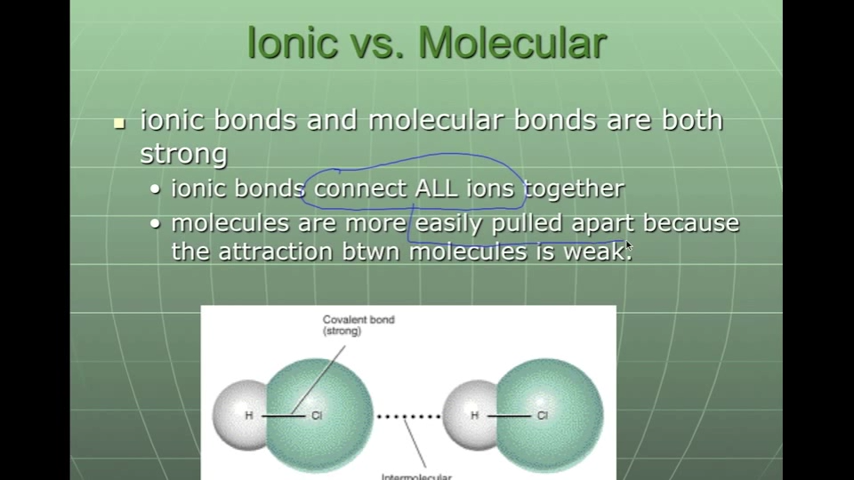 Ionic vs. Molecular
ionic bonds and molecular bonds are both
strong
ionic bonds connect ALL ions together
molecules are more easily pulled apart because
the attraction btwn molecules is weak:
Covalent bond
(strong)
H Cl H Cl
Intermolecular